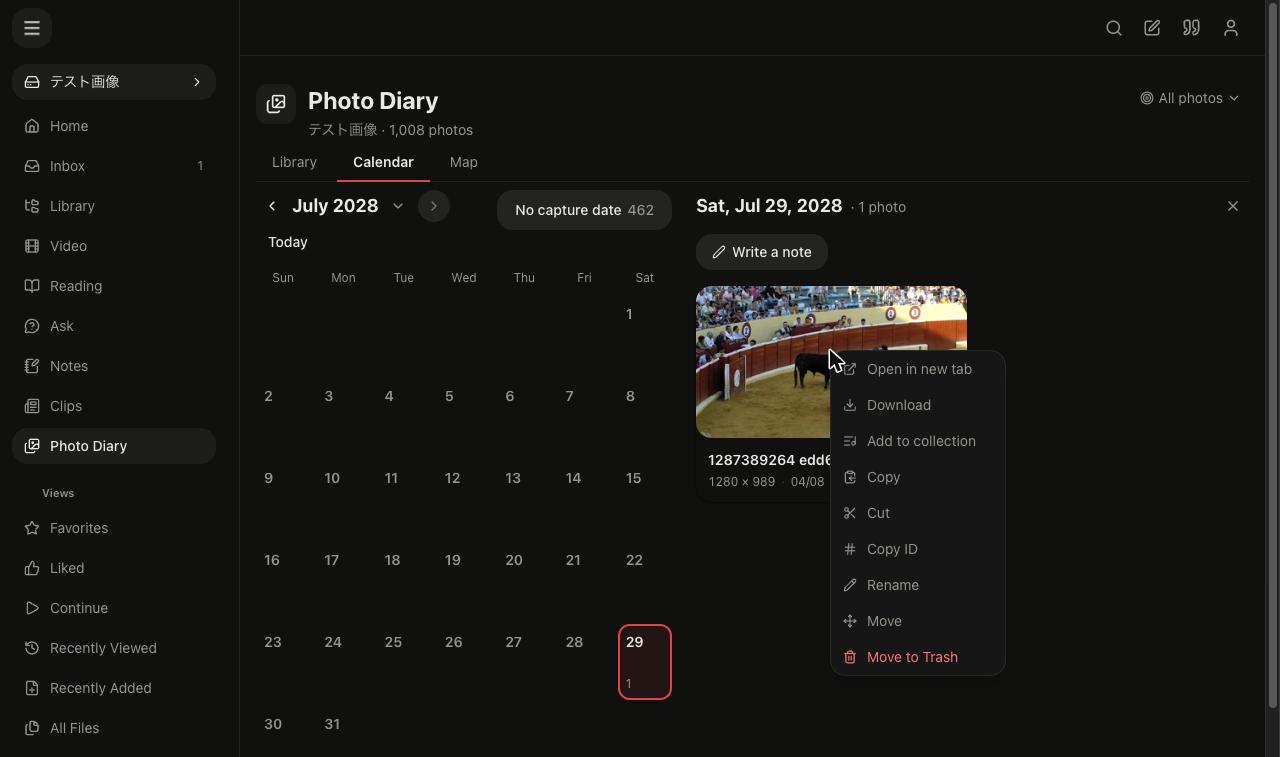 テスト画像
Home
Inbox 1
Library
Video
Reading
Ask
Notes
Clips
Photo Diary
Views
Favorites
Liked
Continue
Recently Viewed
Recently Added
All Files
Photo Diary
テスト画像 · 1,008 photos
All photos
Library Calendar Map
July 2028
No capture date 462
Today
Sun Mon Tue Wed Thu Fri Sat
1
2 3 4 5 6 7 8
9 10 11 12 13 14 15
16 17 18 19 20 21 22
23 24 25 26 27 28 29
1
30 31
Sat, Jul 29, 2028 · 1 photo
Write a note
1287389264 edd6
1280 × 989 · 04/08
Open in new tab
Download
Add to collection
Copy
Cut
Copy ID
Rename
Move
Move to Trash